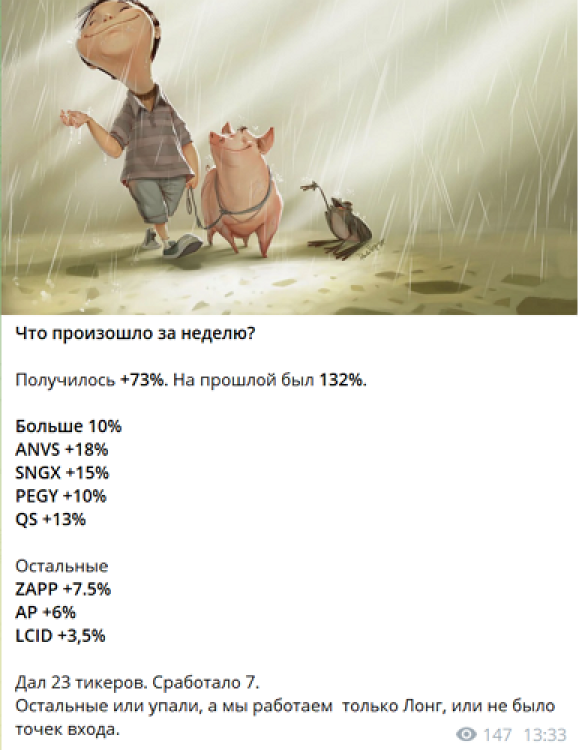 Что произошло за неделю?
Получилось +73%. На прошлой был 132%.
Больше 10%
ANVS +18%
SNGX +15%
PEGY +10%
QS +13%
Остальные
ZAPP +7.5%
AP +6%
LCID +3,5%
Дал 23 тикеров. Сработало 7.
Остальные или упали, а мы работаем только Лонг, или не было
точек входа.
147 13:33